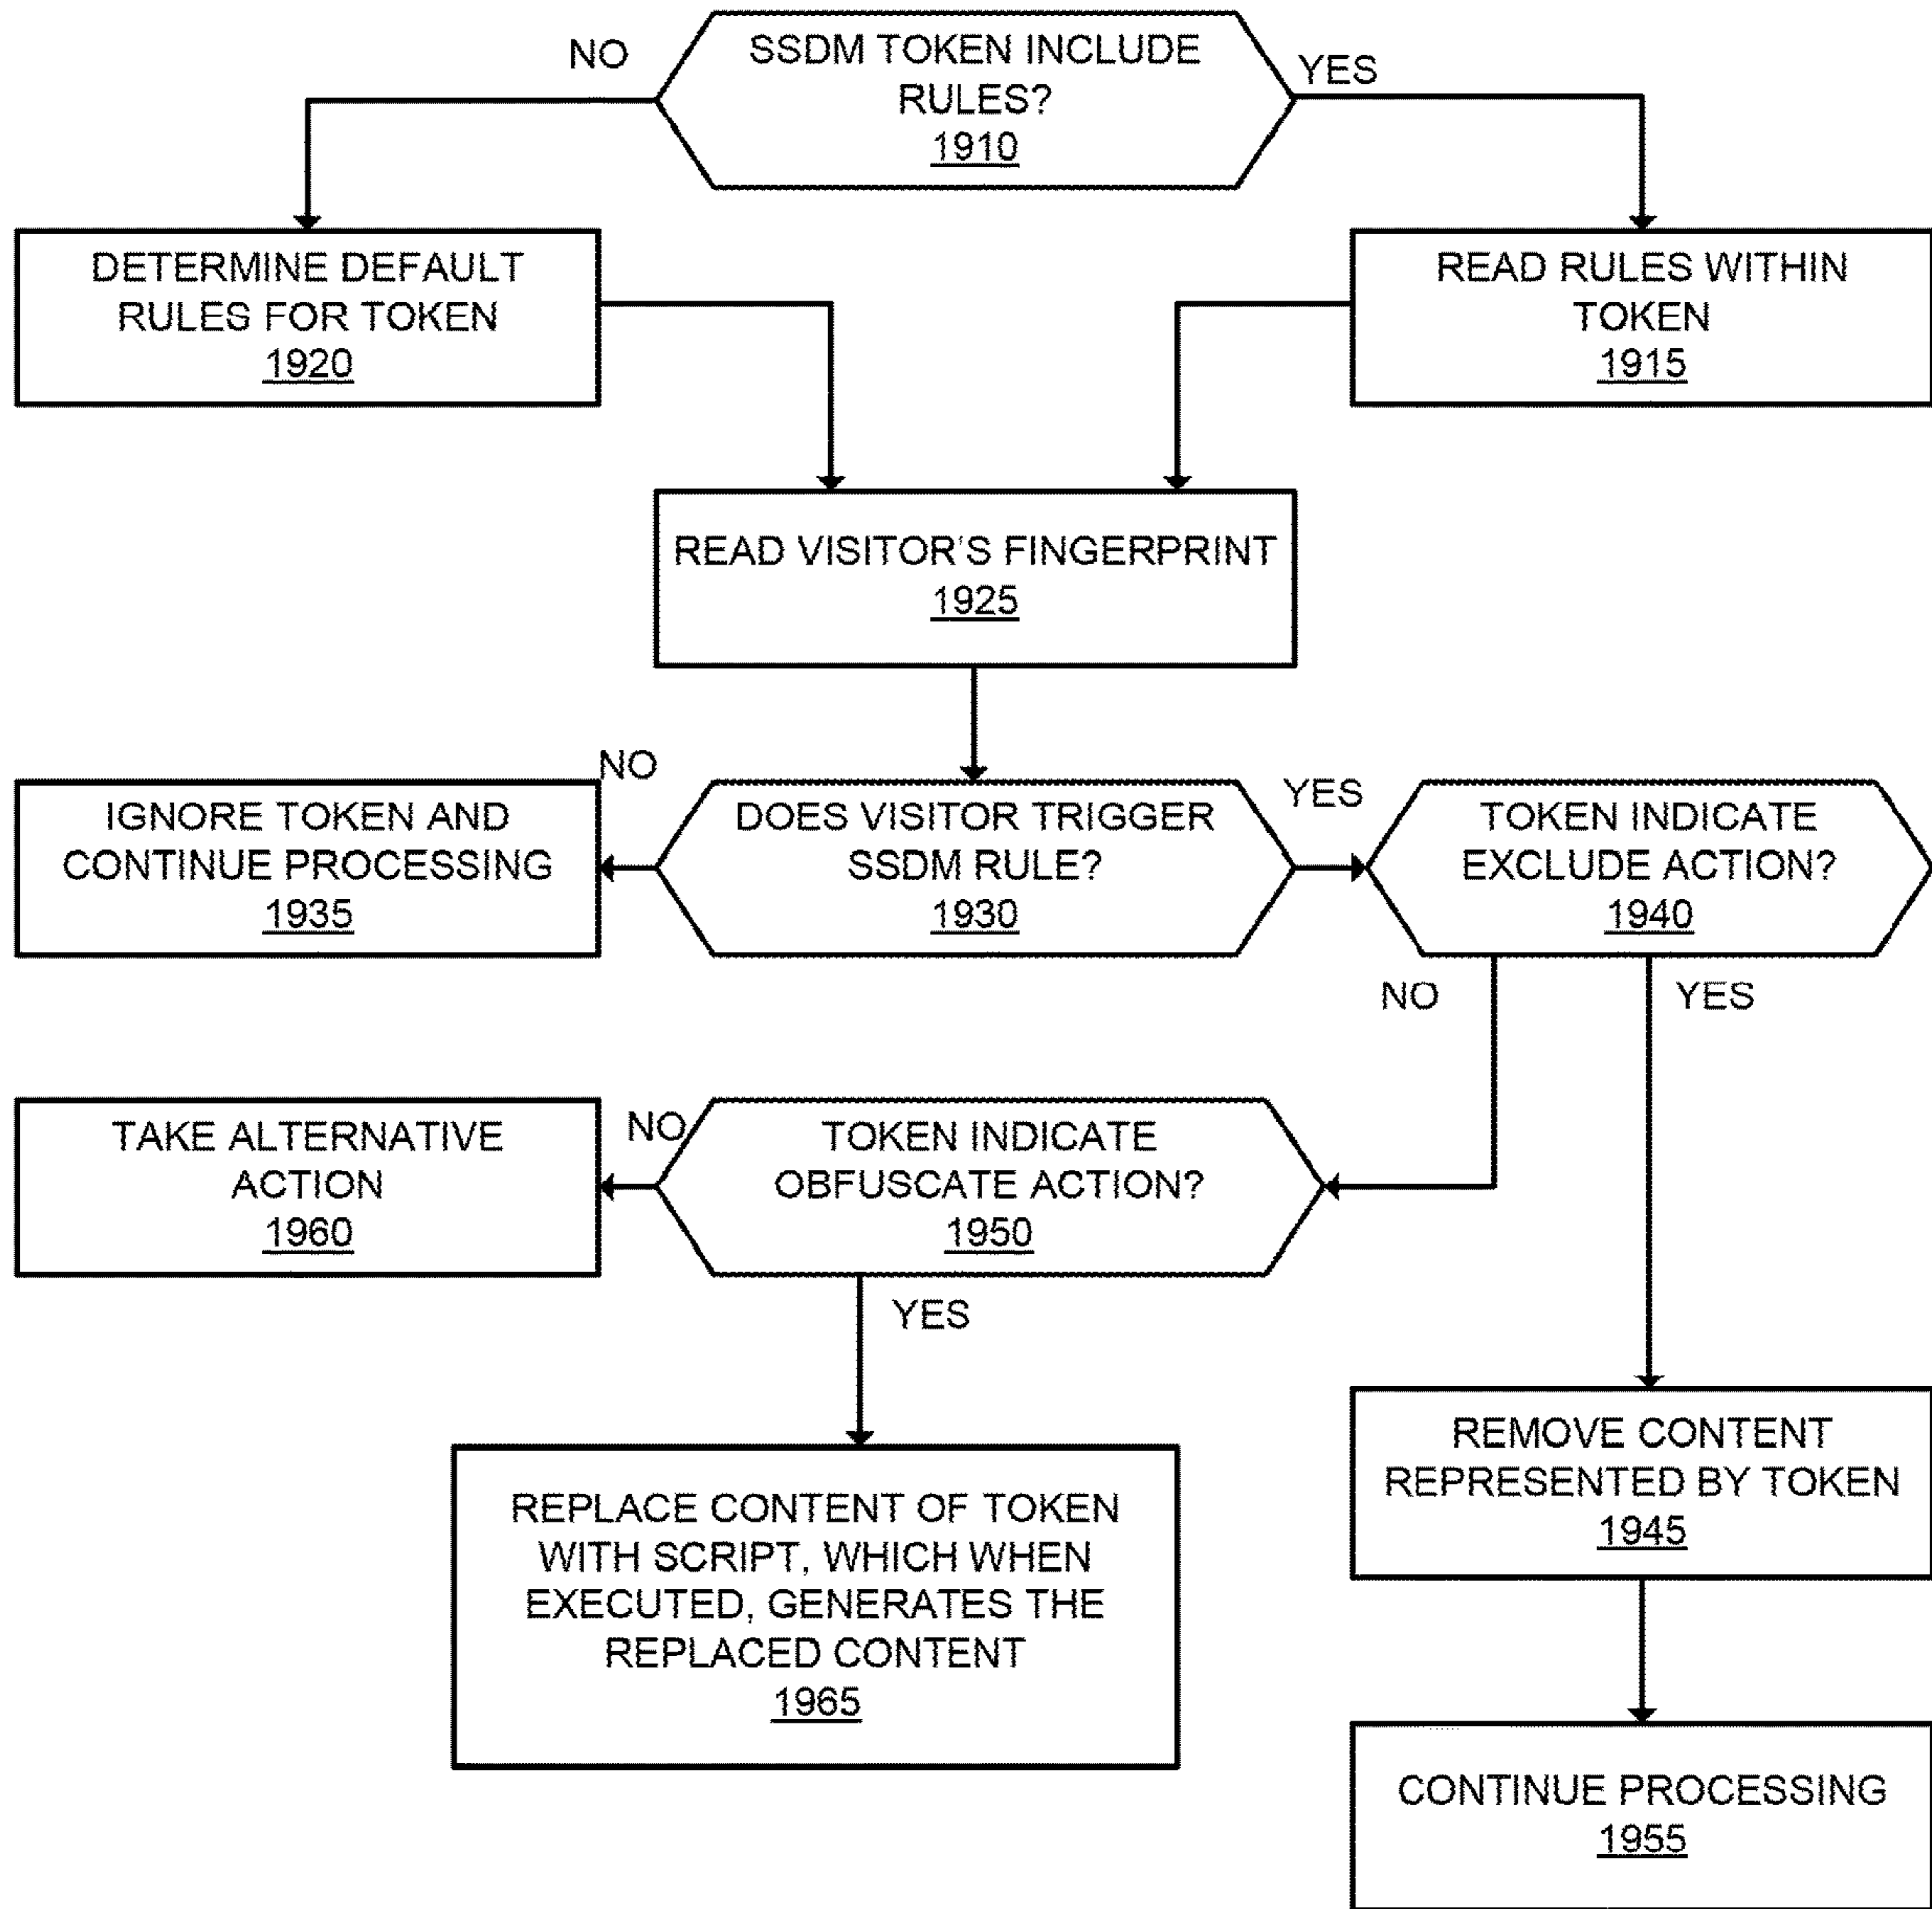 NO
SSDM TOKEN INCLUDE
RULES?
1910
YES
DETERMINE DEFAULT
RULES FOR TOKEN
1920
READ RULES WITHIN
TOKEN
1915
READ VISITOR'S FINGERPRINT
1925
IGNORE TOKEN AND
CONTINUE PROCESSING
1935
NO
DOES VISITOR TRIGGER
SSDM RULE?
1930
YES
TOKEN INDICATE
EXCLUDE ACTION?
1940
NO
YES
TAKE ALTERNATIVE
ACTION
1960
NO
TOKEN INDICATE
OBFUSCATE ACTION?
1950
YES
REPLACE CONTENT OF TOKEN
WITH SCRIPT, WHICH WHEN
EXECUTED, GENERATES THE
REPLACED CONTENT
1965
REMOVE CONTENT
REPRESENTED BY TOKEN
1945
CONTINUE PROCESSING
1955